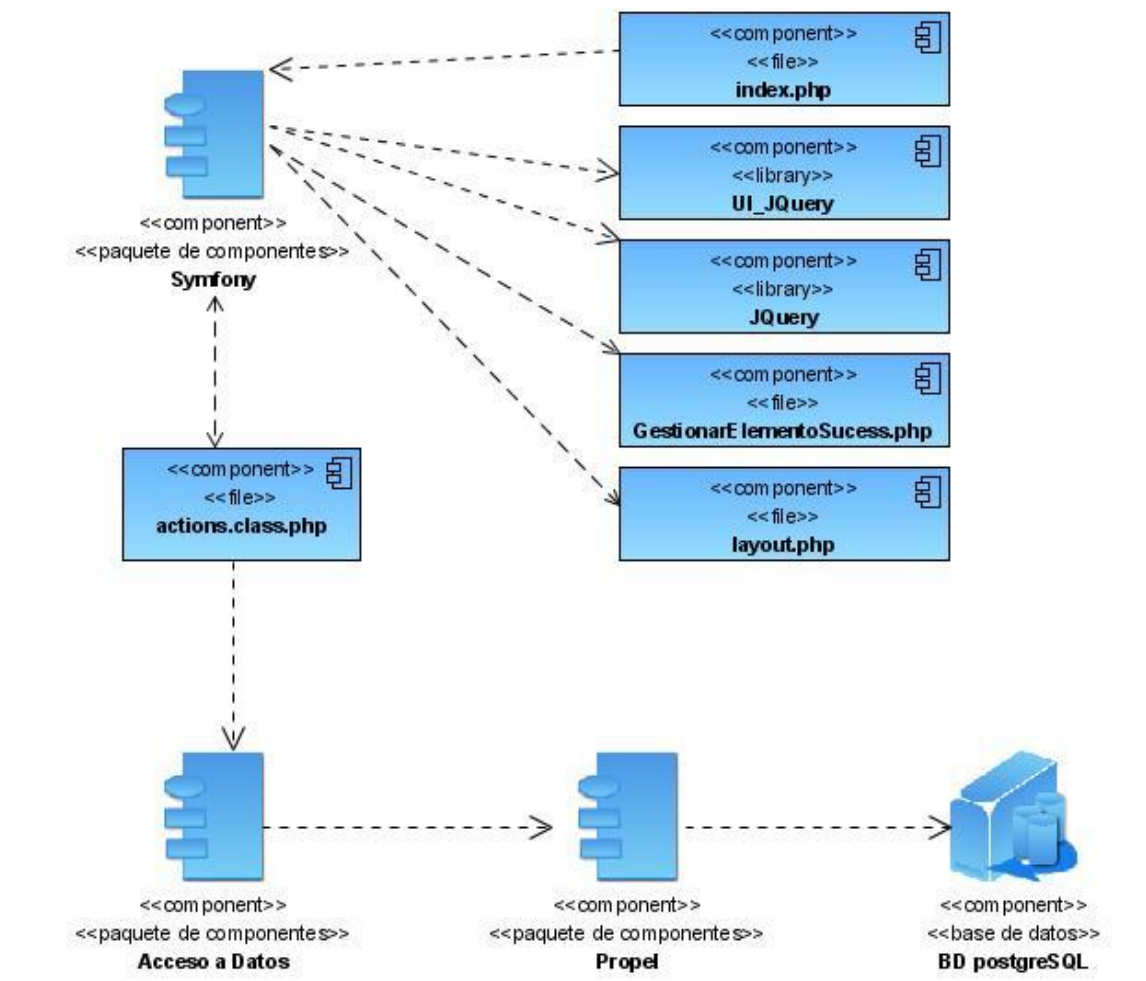 <<component>>
<<file>>
index.php
<<component>>
<<library>>
UI_JQuery
<<component>>
<<paquete de componentes>>
Symfony
<<component>>
<<library>>
JQuery
<<component>>
<<file>>
GestionarElementoSucess.php
<<component>>
<<file>>
actions.class.php
<<component>>
<<file>>
layout.php
<<component>>
<<paquete de componentes>>
Acceso a Datos
<<component>>
<<paquete de componentes>>
Propel
<<component>>
<<base de datos>>
BD postgreSQL